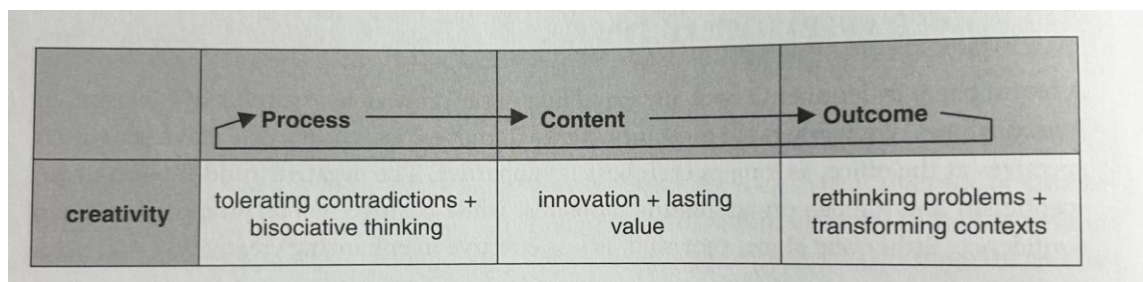 Process Content Outcome
creativity
tolerating contradictions +
bisociative thinking
innovation + lasting
value
rethinking problems +
transforming contexts